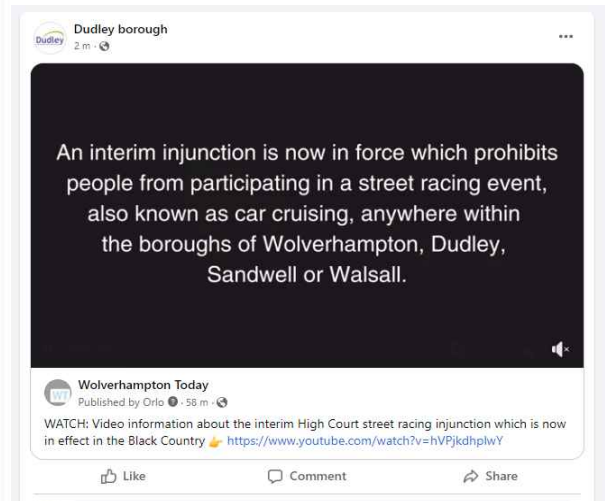 Dudley borough
Dudley
2 m ·
An interim injunction is now in force which prohibits
people from participating in a street racing event,
also known as car cruising, anywhere within
the boroughs of Wolverhampton, Dudley,
Sandwell or Walsall.
WT
Wolverhampton Today
Published by Orlo · 58 m ·
WATCH: Video information about the interim High Court street racing injunction which is now
in effect in the Black Country 👉 https://www.youtube.com/watch?v=hVPjkdhplwY
Like
Comment
Share